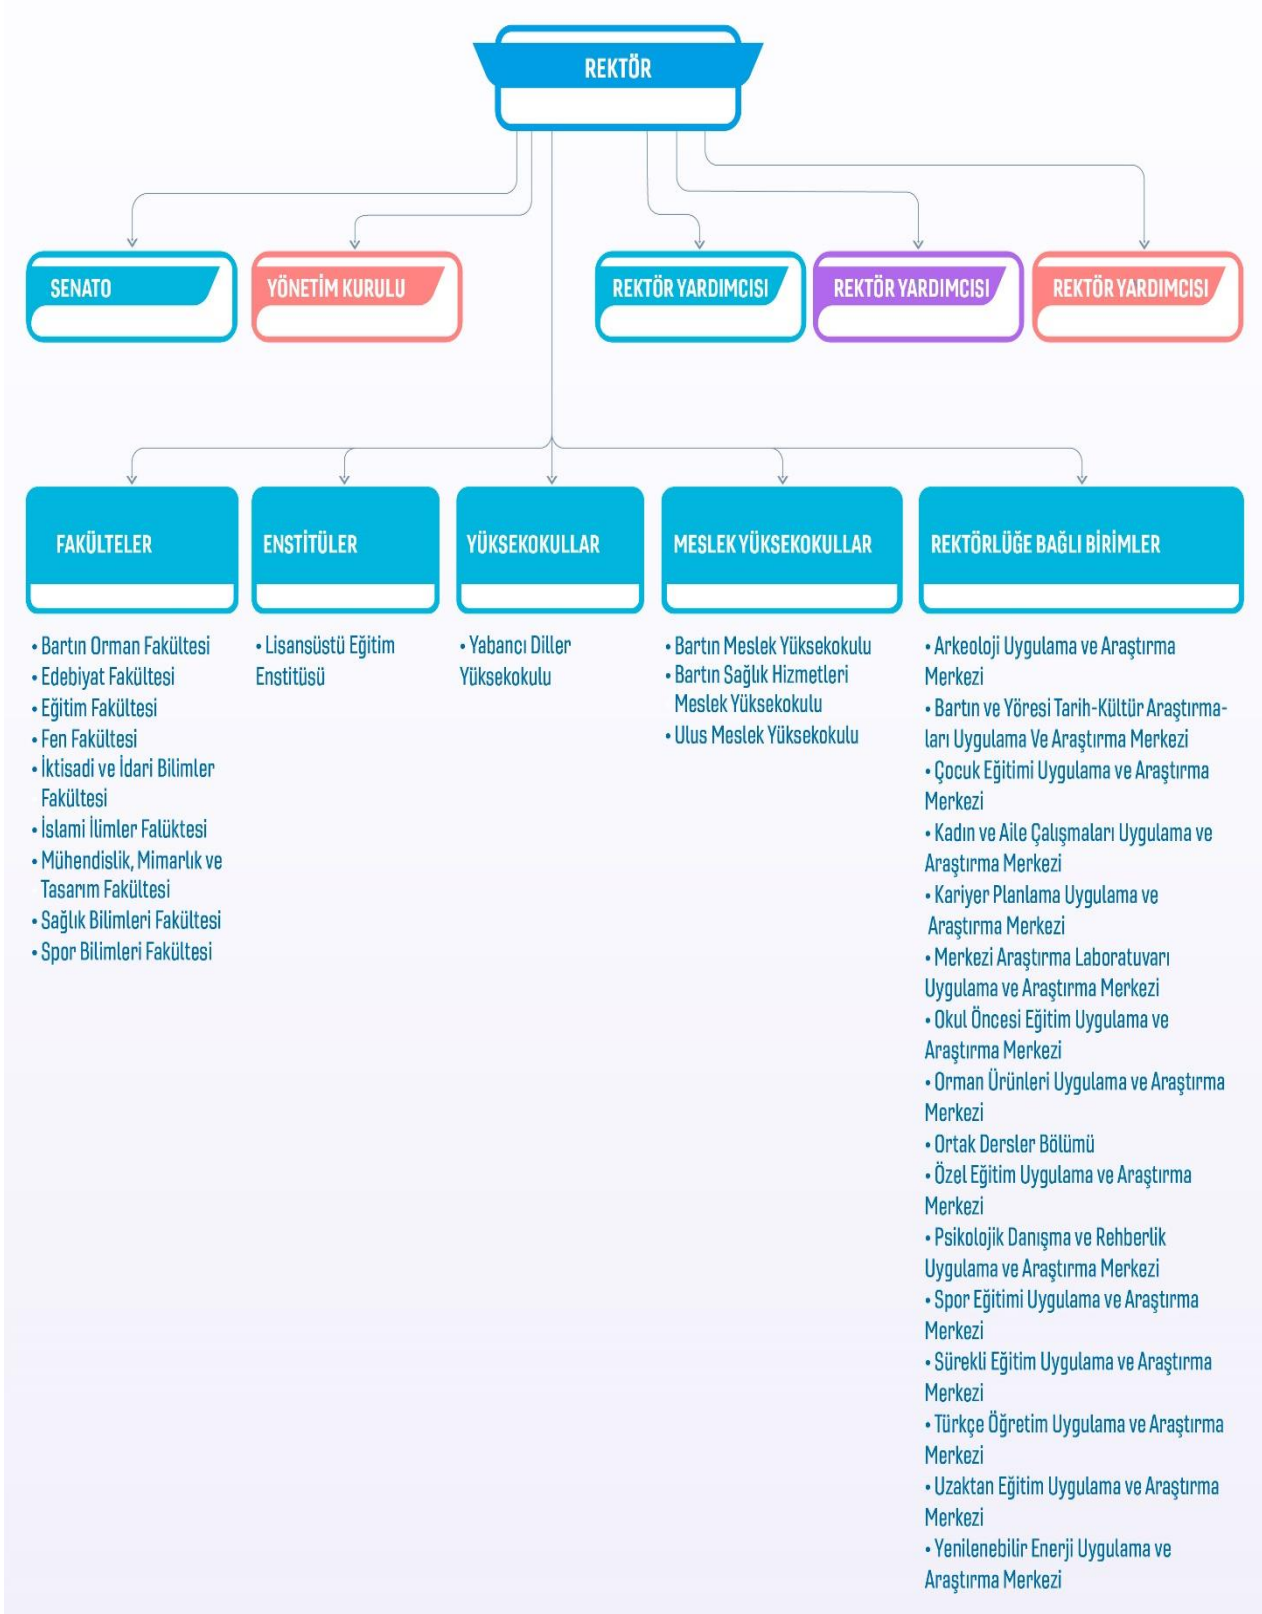 REKTÖR
SENATO
YÖNETİM KURULU
REKTÖR YARDIMCISI
REKTÖR YARDIMCISI
REKTÖR YARDIMCISI
FAKÜLTELER
ENSTİTÜLER
YÜKSEKOKULLAR
MESLEK YÜKSEKOKULLAR
REKTÖRLÜĞE BAĞLI BİRİMLER
• Bartın Orman Fakültesi
• Edebiyat Fakültesi
• Eğitim Fakültesi
• Fen Fakültesi
• İktisadi ve İdari Bilimler
Fakültesi
• İslami İlimler Falüktesi
• Mühendislik, Mimarlık ve
Tasarım Fakültesi
• Sağlık Bilimleri Fakültesi
• Spor Bilimleri Fakültesi
• Lisansüstü Eğitim
Enstitüsü
• Yabancı Diller
Yüksekokulu
• Bartın Meslek Yüksekokulu
• Bartın Sağlık Hizmetleri
Meslek Yüksekokulu
• Ulus Meslek Yüksekokulu
• Arkeoloji Uygulama ve Araştırma
Merkezi
• Bartın ve Yöresi Tarih-Kültür Araştırma-
ları Uygulama Ve Araştırma Merkezi
• Çocuk Eğitimi Uygulama ve Araştırma
Merkezi
• Kadın ve Aile Çalışmaları Uygulama ve
Araştırma Merkezi
• Kariyer Planlama Uygulama ve
Araştırma Merkezi
• Merkezi Araştırma Laboratuvarı
Uygulama ve Araştırma Merkezi
• Okul Öncesi Eğitim Uygulama ve
Araştırma Merkezi
• Orman Ürünleri Uygulama ve Araştırma
Merkezi
• Ortak Dersler Bölümü
• Özel Eğitim Uygulama ve Araştırma
Merkezi
• Psikolojik Danışma ve Rehberlik
Uygulama ve Araştırma Merkezi
• Spor Eğitimi Uygulama ve Araştırma
Merkezi
• Sürekli Eğitim Uygulama ve Araştırma
Merkezi
• Türkçe Öğretim Uygulama ve Araştırma
Merkezi
• Uzaktan Eğitim Uygulama ve Araştırma
Merkezi
• Yenilenebilir Enerji Uygulama ve
Araştırma Merkezi